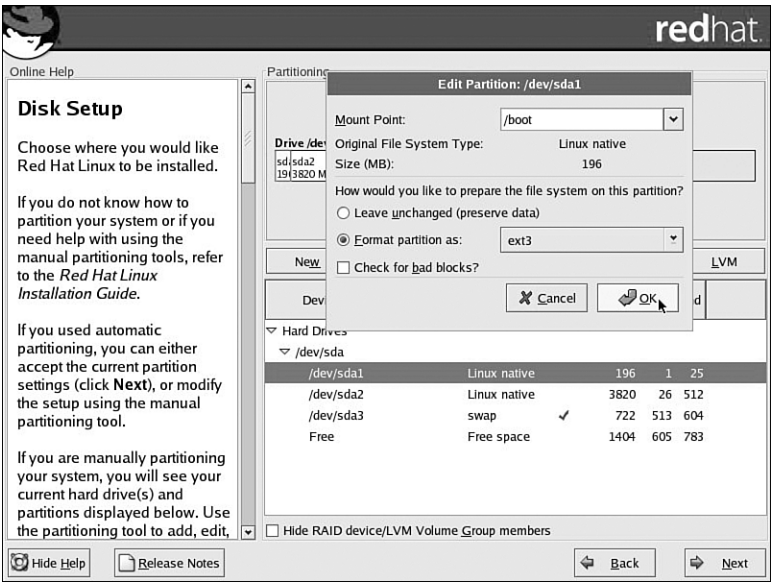 redhat.
Online Help
Disk Setup
Choose where you would like
Red Hat Linux to be installed.
If you do not know how to
partition your system or if you
need help with using the
manual partitioning tools, refer
to the Red Hat Linux
Installation Guide.
If you used automatic
partitioning, you can either
accept the current partition
settings (click Next), or modify
the setup using the manual
partitioning tool.
If you are manually partitioning
your system, you will see your
current hard drive(s) and
partitions displayed below. Use
the partitioning tool to add, edit,
Partitioning
Edit Partition: /dev/sda1
Mount Point: /boot
Original File System Type: Linux native
Size (MB): 196
How would you like to prepare the file system on this partition?
Leave unchanged (preserve data)
Format partition as: ext3
Check for bad blocks?
Cancel OK
Drive /de
sda2
3820 M
New LVM
Dev
Hard Drives
/dev/sda
/dev/sda1 Linux native 196 1 25
/dev/sda2 Linux native 3820 26 512
/dev/sda3 swap 722 513 604
Free Free space 1404 605 783
Hide RAID device/LVM Volume Group members
Hide Help Release Notes Back Next